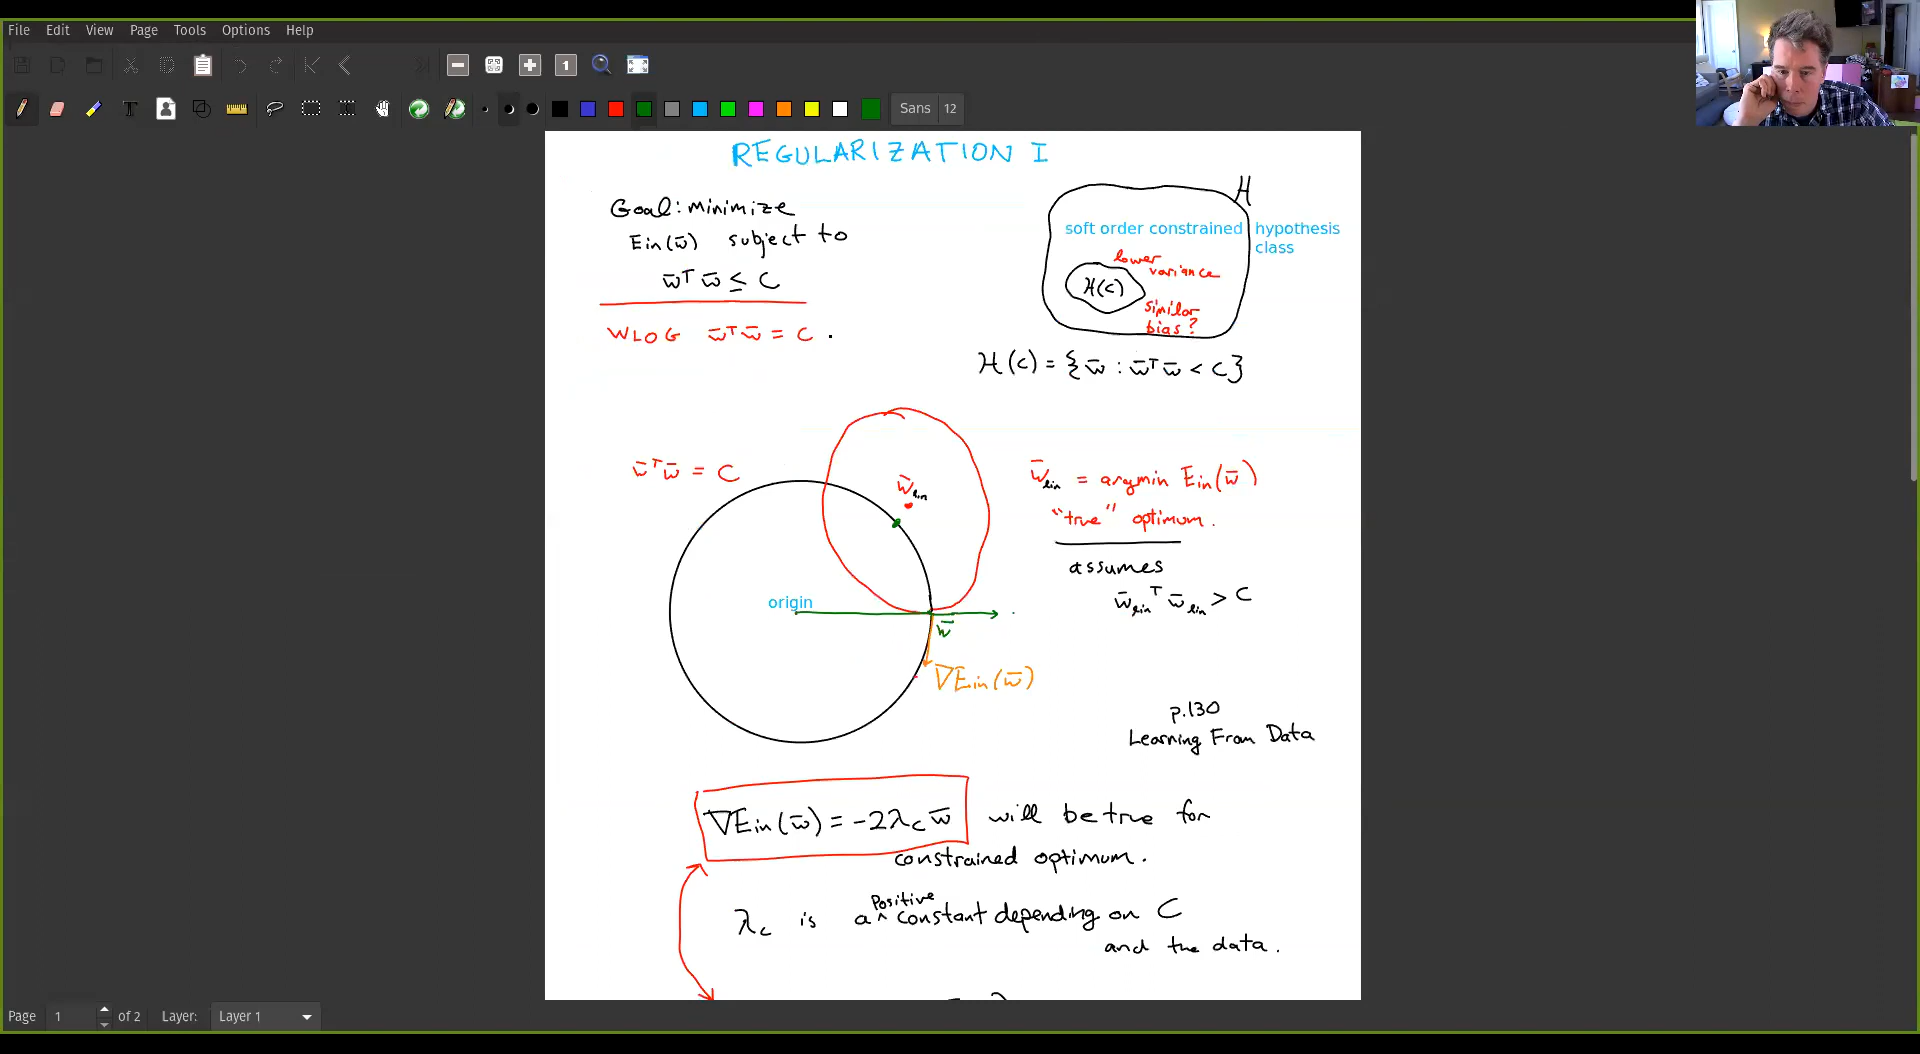 File Edit View Page Tools Options Help
Sans 12
REGULARIZATION I
Goal: minimize
Ein(w̄) subject to
w̄ᵀw̄ ≤ C
WLOG w̄ᵀw̄ = C .
H
soft order constrained hypothesis
class
lower
variance
H(c)
similar
bias?
H(c) = {w̄ : w̄ᵀw̄ < C}
w̄ᵀw̄ = C
w̄lin
w̄lin = argmin Ein(w̄)
"true" optimum.
assumes
w̄linᵀ w̄lin > C
origin
w̄
∇Ein(w̄)
p.130
Learning From Data
∇Ein(w̄) = -2λc w̄ will be true for
constrained optimum.
λc is a ^ positive constant depending on C
and the data.
Page 1 of 2 Layer: Layer 1